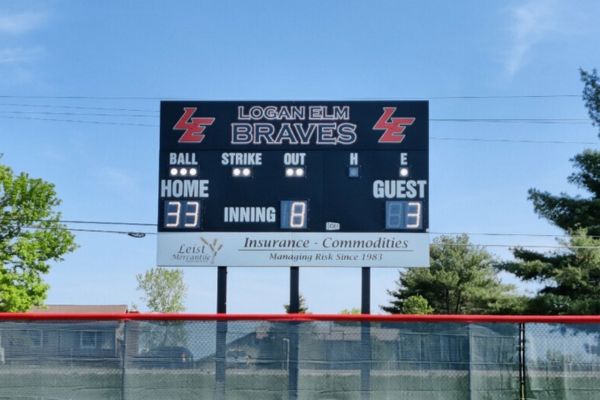 LE LOGAN ELM LE
BRAVES
BALL STRIKE OUT H E
HOME GUEST
33 INNING 8 3
Leist Mercantile
Insurance - Commodities
Managing Risk Since 1983